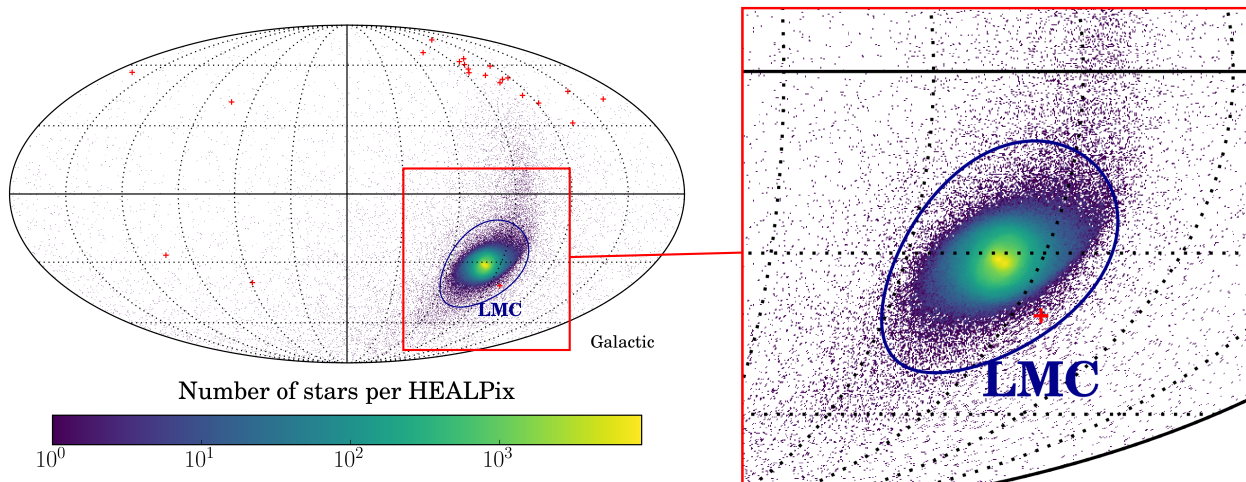 LMC
Galactic
Number of stars per HEALPix
10^0 10^1 10^2 10^3
LMC